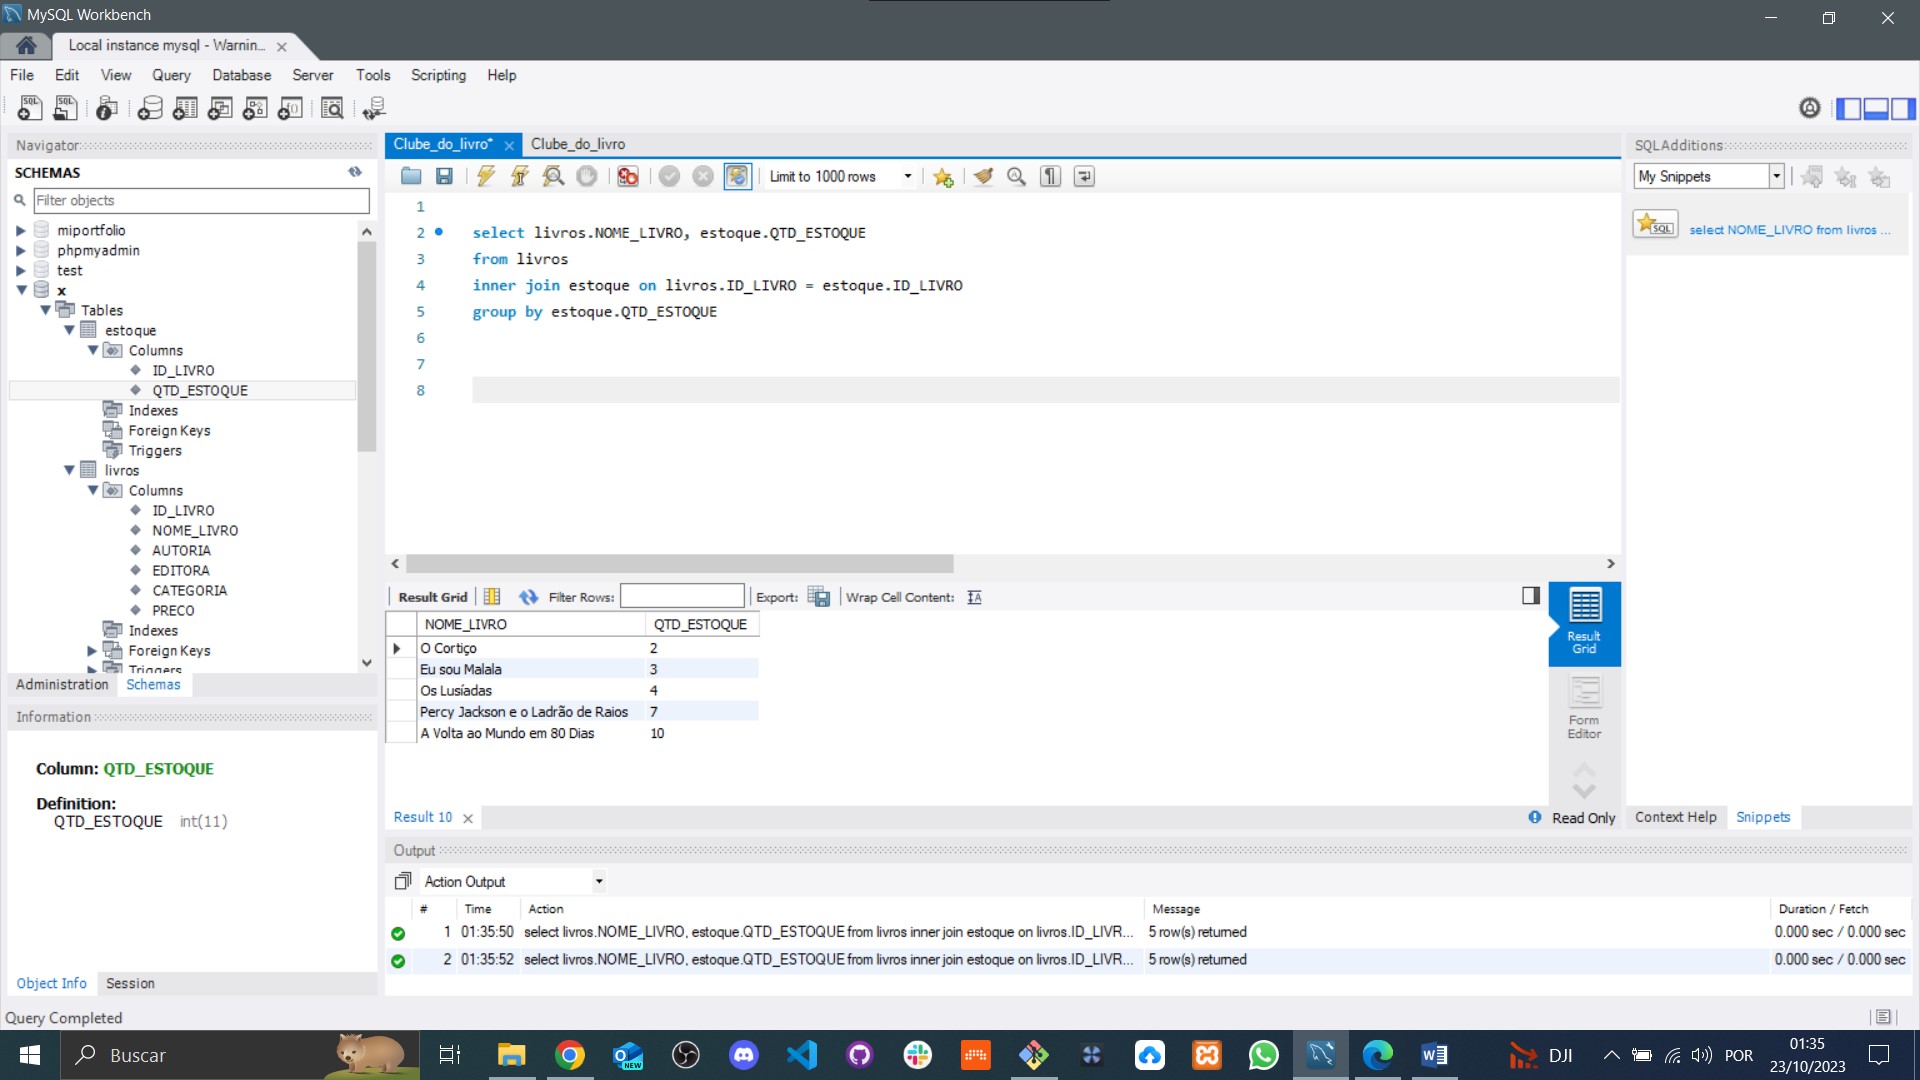 MySQL Workbench
Local instance mysql - Warnin...
File Edit View Query Database Server Tools Scripting Help
Navigator
SCHEMAS
Filter objects
miportfolio
phpmyadmin
test
x
Tables
estoque
Columns
ID_LIVRO
QTD_ESTOQUE
Indexes
Foreign Keys
Triggers
livros
Columns
ID_LIVRO
NOME_LIVRO
AUTORIA
EDITORA
CATEGORIA
PRECO
Indexes
Foreign Keys
Triggers
Administration Schemas
Information
Column: QTD_ESTOQUE
Definition:
QTD_ESTOQUE int(11)
Object Info Session
Query Completed
Clube_do_livro* Clube_do_livro
Limit to 1000 rows
1
2 select livros.NOME_LIVRO, estoque.QTD_ESTOQUE
3 from livros
4 inner join estoque on livros.ID_LIVRO = estoque.ID_LIVRO
5 group by estoque.QTD_ESTOQUE
6
7
8
Result Grid Filter Rows: Export: Wrap Cell Content:
NOME_LIVRO QTD_ESTOQUE
O Cortiço 2
Eu sou Malala 3
Os Lusíadas 4
Percy Jackson e o Ladrão de Raios 7
A Volta ao Mundo em 80 Dias 10
Result Grid
Form Editor
Result 10
Read Only
SQLAdditions
My Snippets
SQL
select NOME_LIVRO from livros ...
Context Help Snippets
Output
Action Output
# Time Action Message Duration / Fetch
1 01:35:50 select livros.NOME_LIVRO, estoque.QTD_ESTOQUE from livros inner join estoque on livros.ID_LIVR... 5 row(s) returned 0.000 sec / 0.000 sec
2 01:35:52 select livros.NOME_LIVRO, estoque.QTD_ESTOQUE from livros inner join estoque on livros.ID_LIVR... 5 row(s) returned 0.000 sec / 0.000 sec
Buscar
NEW
DJI
POR
01:35
23/10/2023